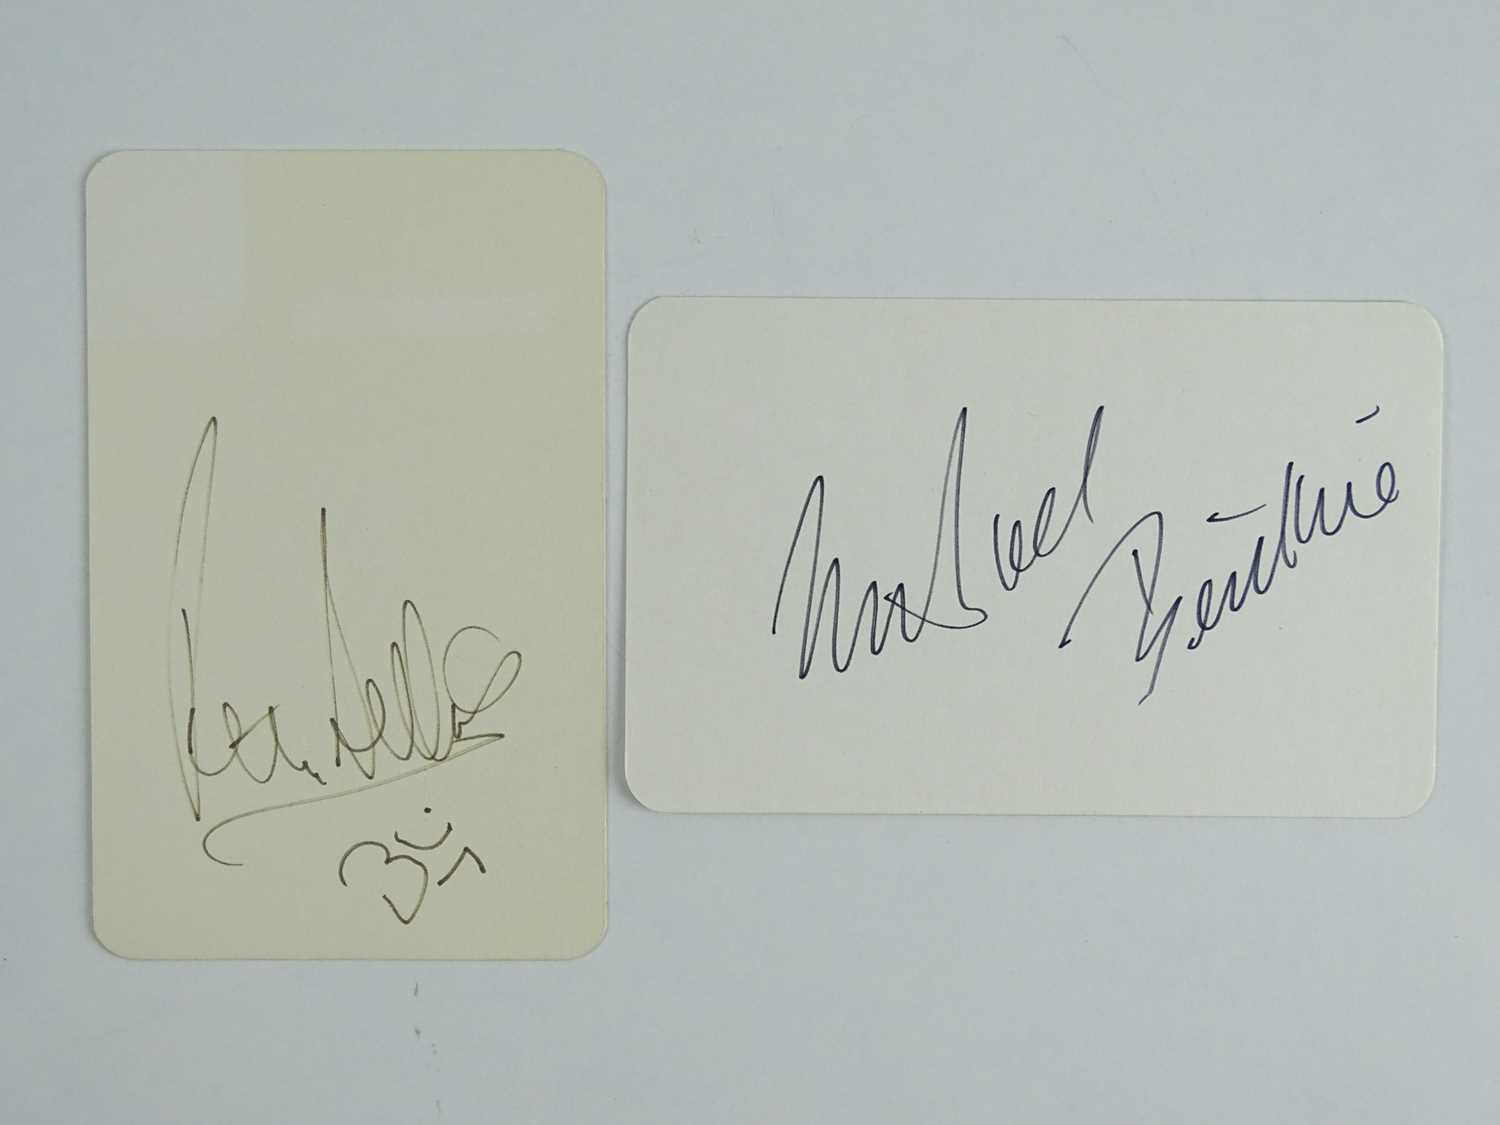 Peter Sellers
ॐ
Michael Bentine